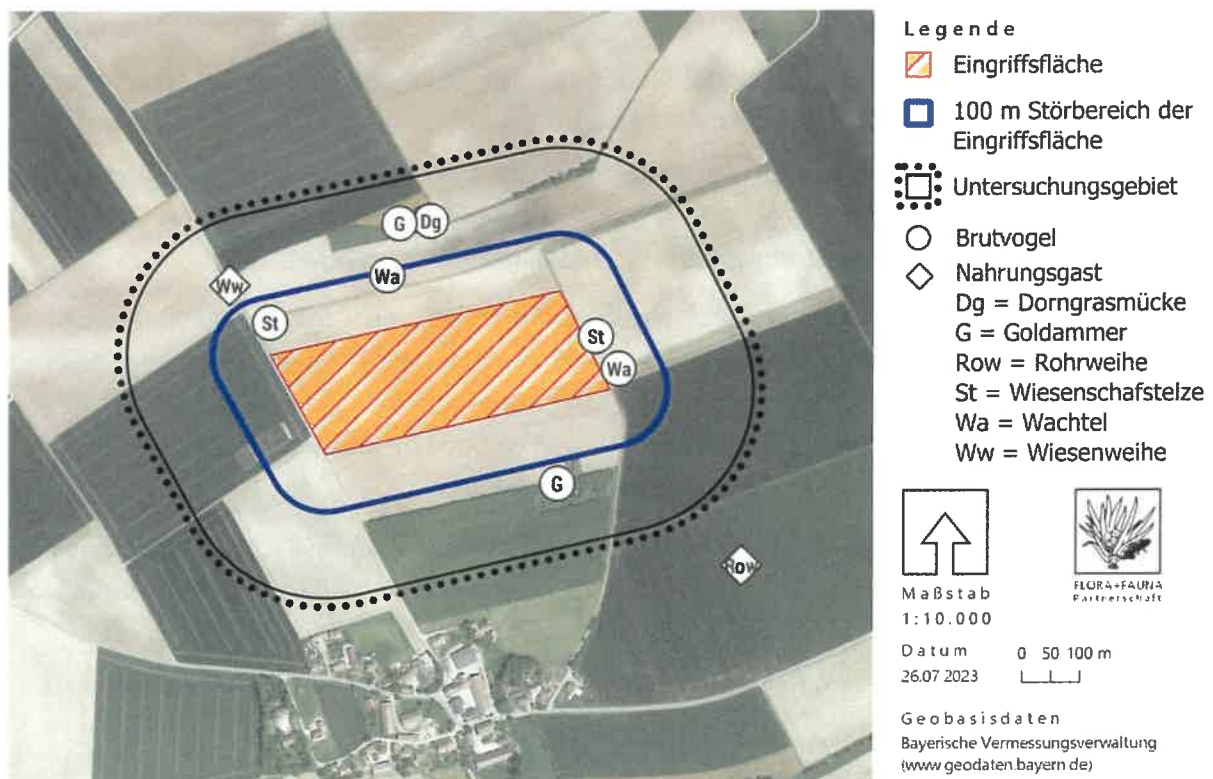 G
Dg
Ww
Wa
St
St
Wa
G
Row
Legende
Eingriffsfläche
100 m Störbereich der
Eingriffsfläche
Untersuchungsgebiet
Brutvogel
Nahrungsgast
Dg = Dorngrasmücke
G = Goldammer
Row = Rohrweihe
St = Wiesenschafstelze
Wa = Wachtel
Ww = Wiesenweihe
FLORA+FAUNA
Partnerschaft
Maßstab
1:10.000
Datum
26.07 2023
0 50 100 m
Geobasisdaten
Bayerische Vermessungsverwaltung
(www geodaten.bayern de)